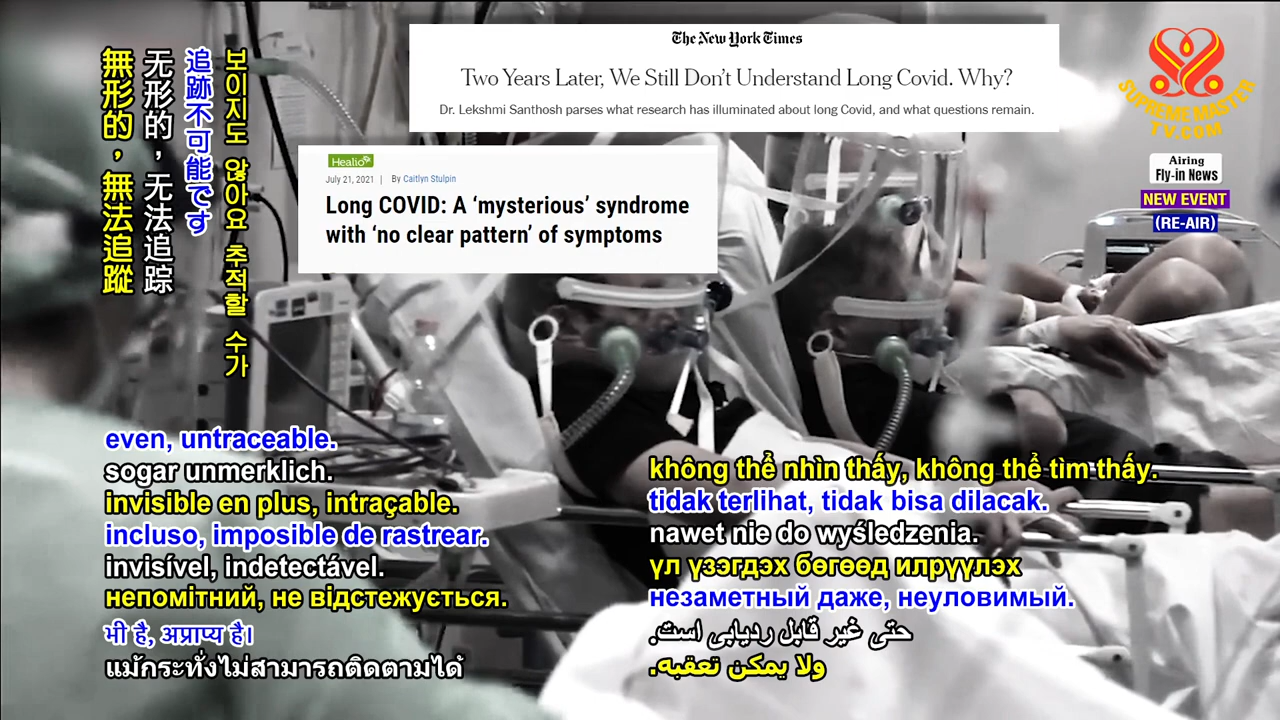 The New York Times
Two Years Later, We Still Don't Understand Long Covid. Why?
Dr. Lekshmi Santhosh parses what research has illuminated about long Covid, and what questions remain.
Healio
July 21, 2021 | By Caitlyn Stulpin
Long COVID: A 'mysterious' syndrome
with 'no clear pattern' of symptoms
SUPREME MASTER
TV.COM
Airing
Fly-in News
NEW EVENT
(RE-AIR)
보이지도 않아요 추적할 수가
追跡不可能です
无形的，无法追踪
無形的，無法追蹤
even, untraceable.
sogar unmerklich.
invisible en plus, intraçable.
incluso, imposible de rastrear.
invisível, indetectável.
непомітний, не відстежується.
भी है, अप्राप्य है।
แม้กระทั่งไม่สามารถติดตามได้
không thể nhìn thấy, không thể tìm thấy.
tidak terlihat, tidak bisa dilacak.
nawet nie do wyśledzenia.
үл үзэгдэх бөгөөд илрүүлэх
незаметный даже, неуловимый.
حتی غیر قابل ردیابی است.
ولا يمكن تعقبه.